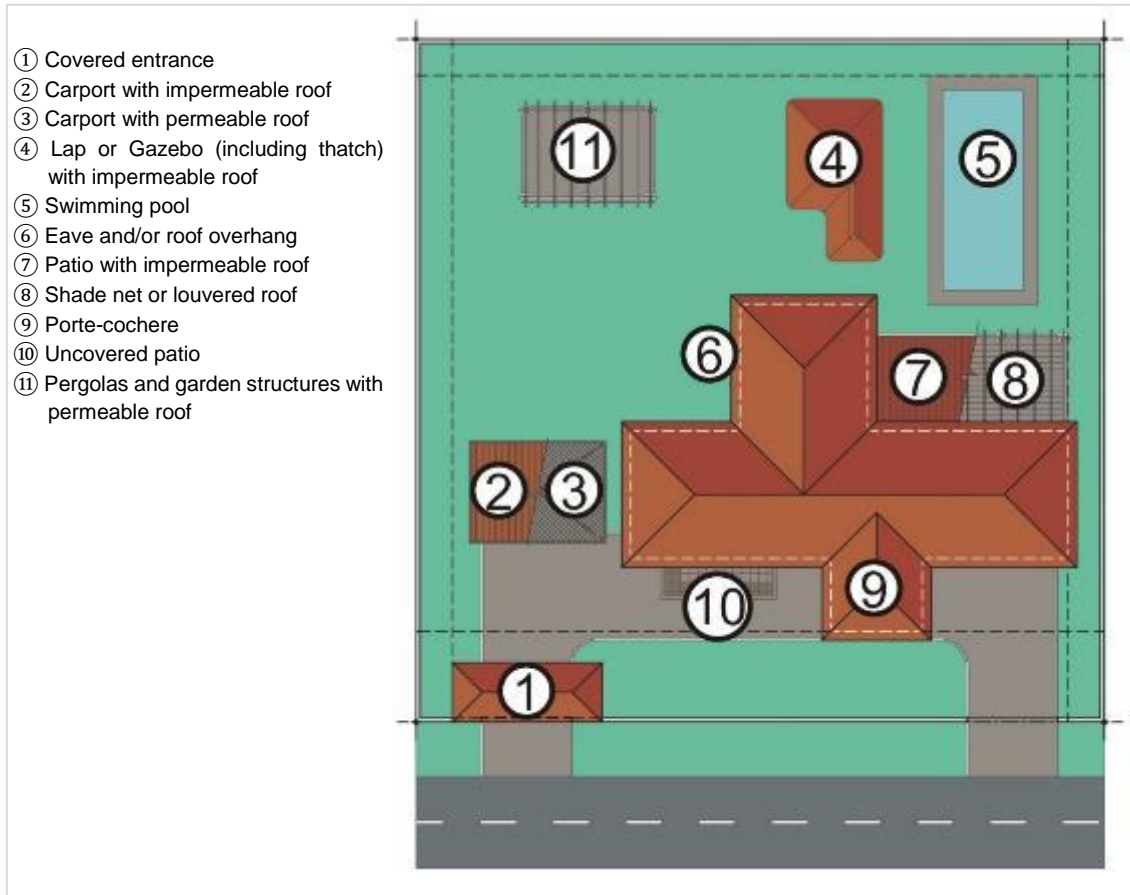 ① Covered entrance
② Carport with impermeable roof
③ Carport with permeable roof
④ Lap or Gazebo (including thatch)
with impermeable roof
⑤ Swimming pool
⑥ Eave and/or roof overhang
⑦ Patio with impermeable roof
⑧ Shade net or louvered roof
⑨ Porte-cochere
⑩ Uncovered patio
⑪ Pergolas and garden structures with
permeable roof
11
4
5
6
7
8
2
3
9
10
1